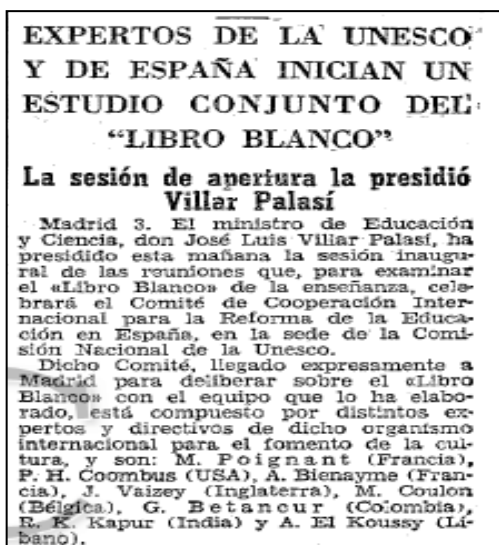 EXPERTOS DE LA UNESCO
Y DE ESPAÑA INICIAN UN
ESTUDIO CONJUNTO DEL
“LIBRO BLANCO”
La sesión de apertura la presidió
Villar Palasí
Madrid 3. El ministro de Educación
y Ciencia, don José Luis Villar Palasí, ha
presidido esta mañana la sesión inaugu-
ral de las reuniones que, para examinar
el «Libro Blanco» de la enseñanza, cele-
brará el Comité de Cooperación Inter-
nacional para la Reforma de la Educa-
ción en España, en la sede de la Comi-
sión Nacional de la Unesco.
Dicho Comité, llegado expresamente a
Madrid para deliberar sobre el «Libro
Blanco» con el equipo que lo ha elabo-
rado, está compuesto por distintos ex-
pertos y directivos de dicho organismo
internacional para el fomento de la cul-
tura, y son: M. Poignant (Francia),
P. H. Coombus (USA), A. Bienayme (Fran-
cia), J. Vaizey (Inglaterra), M. Coulon
(Bélgica), G. Betancur (Colombia),
R. K. Kapur (India) y A. El Koussy (Lí-
bano).